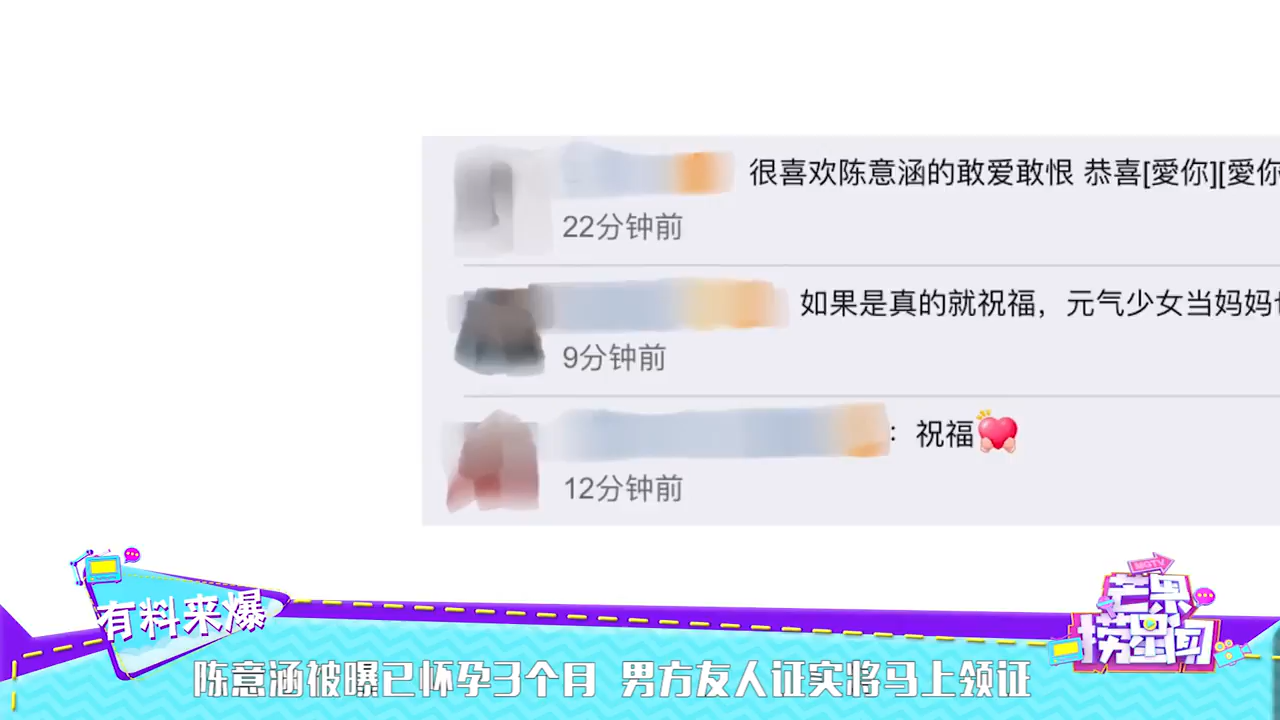 很喜欢陈意涵的敢爱敢恨 恭喜[愛你][愛你
22分钟前
如果是真的就祝福，元气少女当妈妈也
9分钟前
：祝福
12分钟前
有料来爆
MGTV
芒果
捞星闻
陈意涵被曝已怀孕3个月 男方友人证实将马上领证